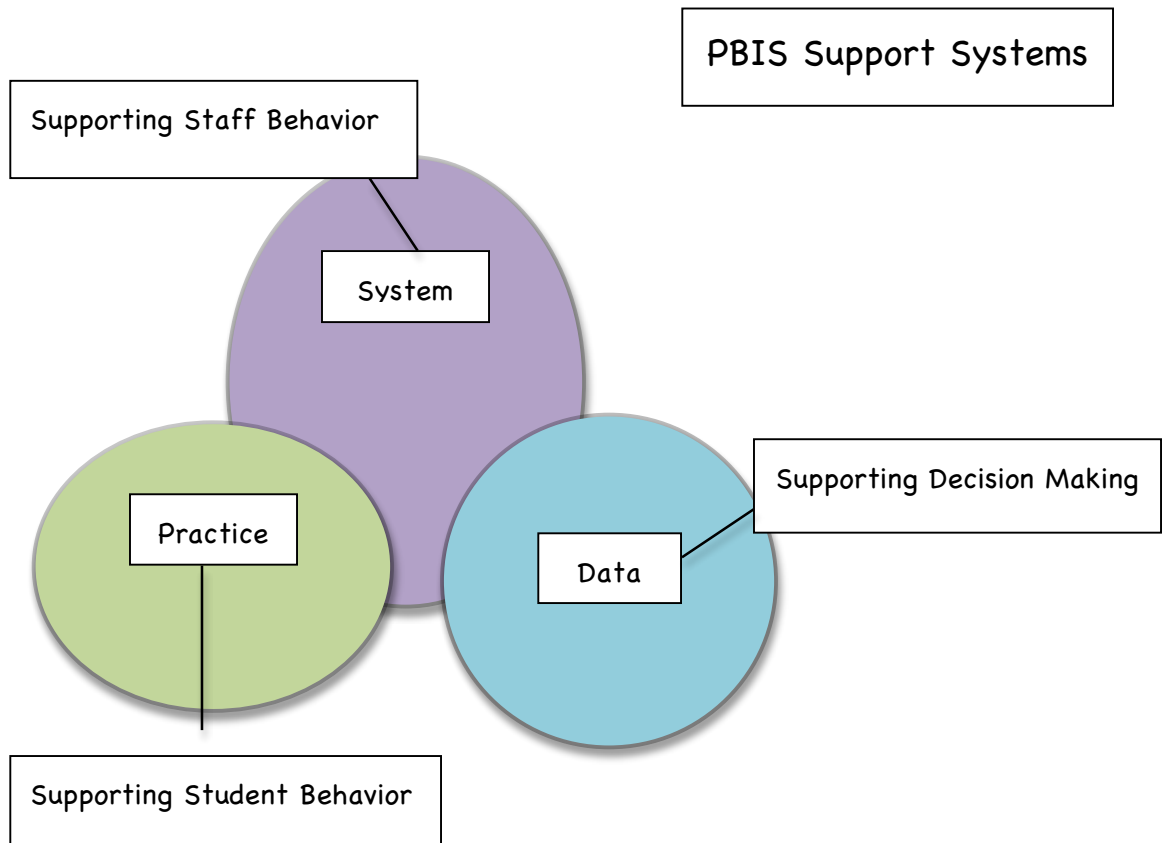 PBIS Support Systems
Supporting Staff Behavior
System
Supporting Decision Making
Practice
Data
Supporting Student Behavior